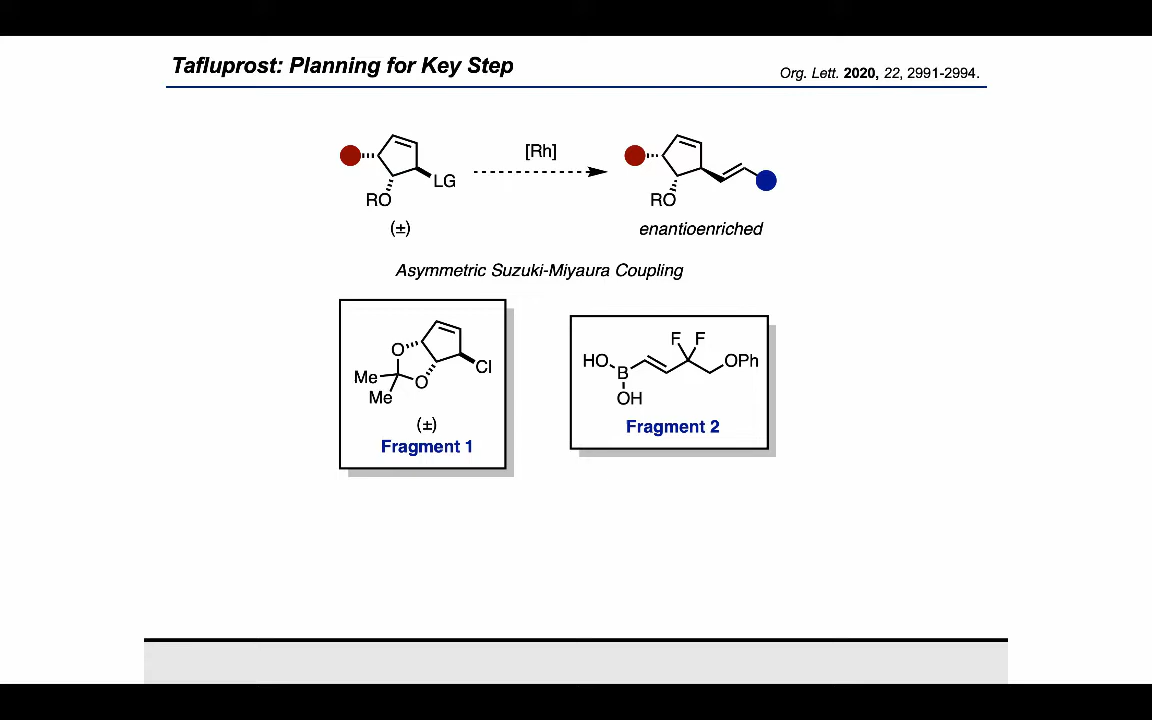 Tafluprost: Planning for Key Step
Org. Lett. 2020, 22, 2991-2994.
[Rh]
LG
RO
RO
(±)
enantioenriched
Asymmetric Suzuki-Miyaura Coupling
O
Cl
Me
O
Me
(±)
Fragment 1
F F
HO
B
OPh
OH
Fragment 2